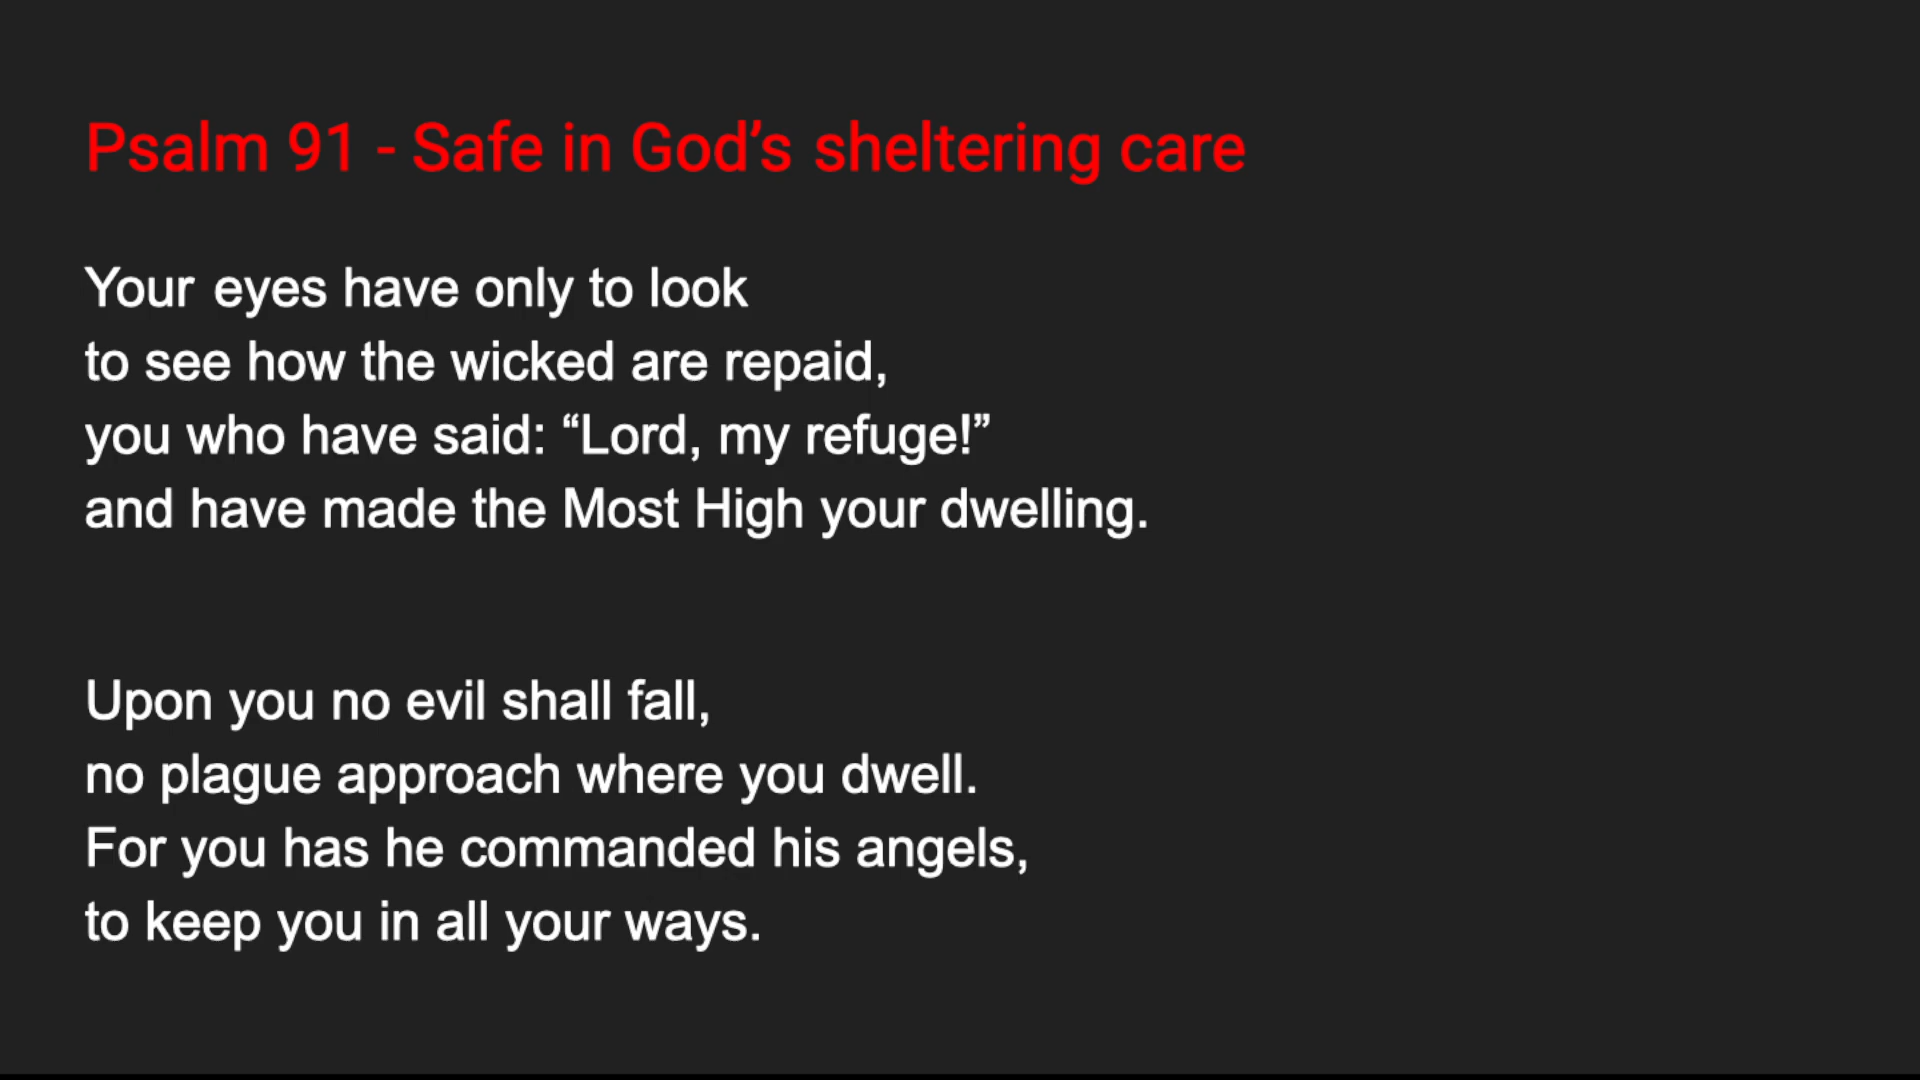 Psalm 91 - Safe in God’s sheltering care
Your eyes have only to look
to see how the wicked are repaid,
you who have said: “Lord, my refuge!”
and have made the Most High your dwelling.
Upon you no evil shall fall,
no plague approach where you dwell.
For you has he commanded his angels,
to keep you in all your ways.